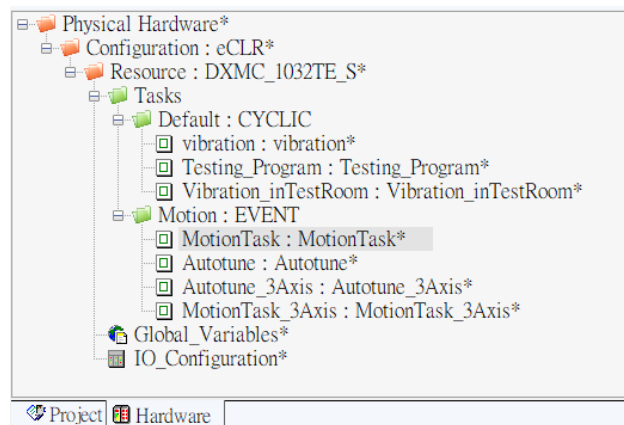 Physical Hardware*
Configuration : eCLR*
Resource : DXMC_1032TE_S*
Tasks
Default : CYCLIC
vibration : vibration*
Testing_Program : Testing_Program*
Vibration_inTestRoom : Vibration_inTestRoom*
Motion : EVENT
MotionTask : MotionTask*
Autotune : Autotune*
Autotune_3Axis : Autotune_3Axis*
MotionTask_3Axis : MotionTask_3Axis*
Global_Variables*
IO_Configuration*
Project Hardware